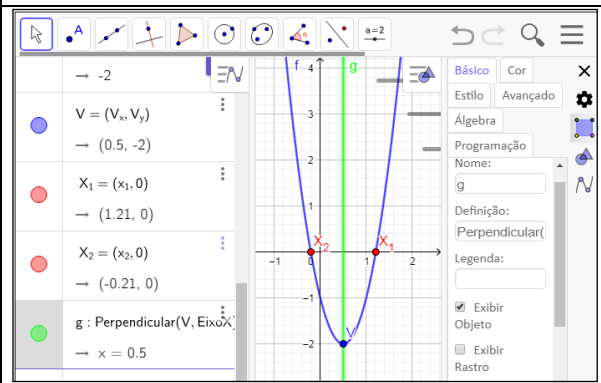 A
a=2
→ -2
V = (Vx, Vy)
→ (0.5, -2)
X1 = (x1, 0)
→ (1.21, 0)
X2 = (x2, 0)
→ (-0.21, 0)
g : Perpendicular(V, EixoX)
→ x = 0.5
f
g
4
3
2
1
-1
0
1
2
X2
X1
-1
-2
V
Básico
Cor
Estilo
Avançado
Álgebra
Programação
Nome:
g
Definição:
Perpendicular(
Legenda:
Exibir
Objeto
Exibir
Rastro